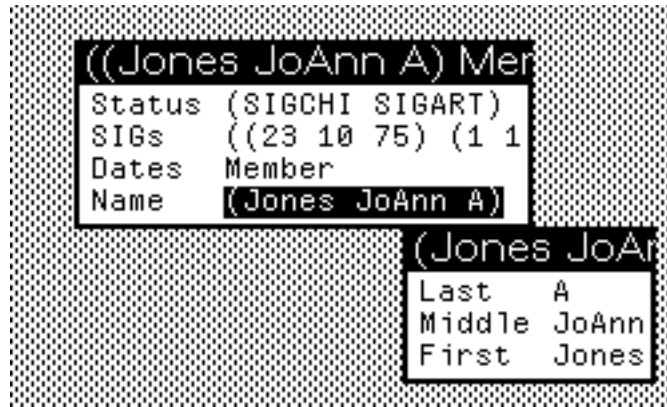 ((Jones JoAnn A) Mem
Status (SIGCHI SIGART)
SIGs ((23 10 75) (1 1
Dates Member
Name (Jones JoAnn A)
(Jones JoAn
Last A
Middle JoAnn
First Jones